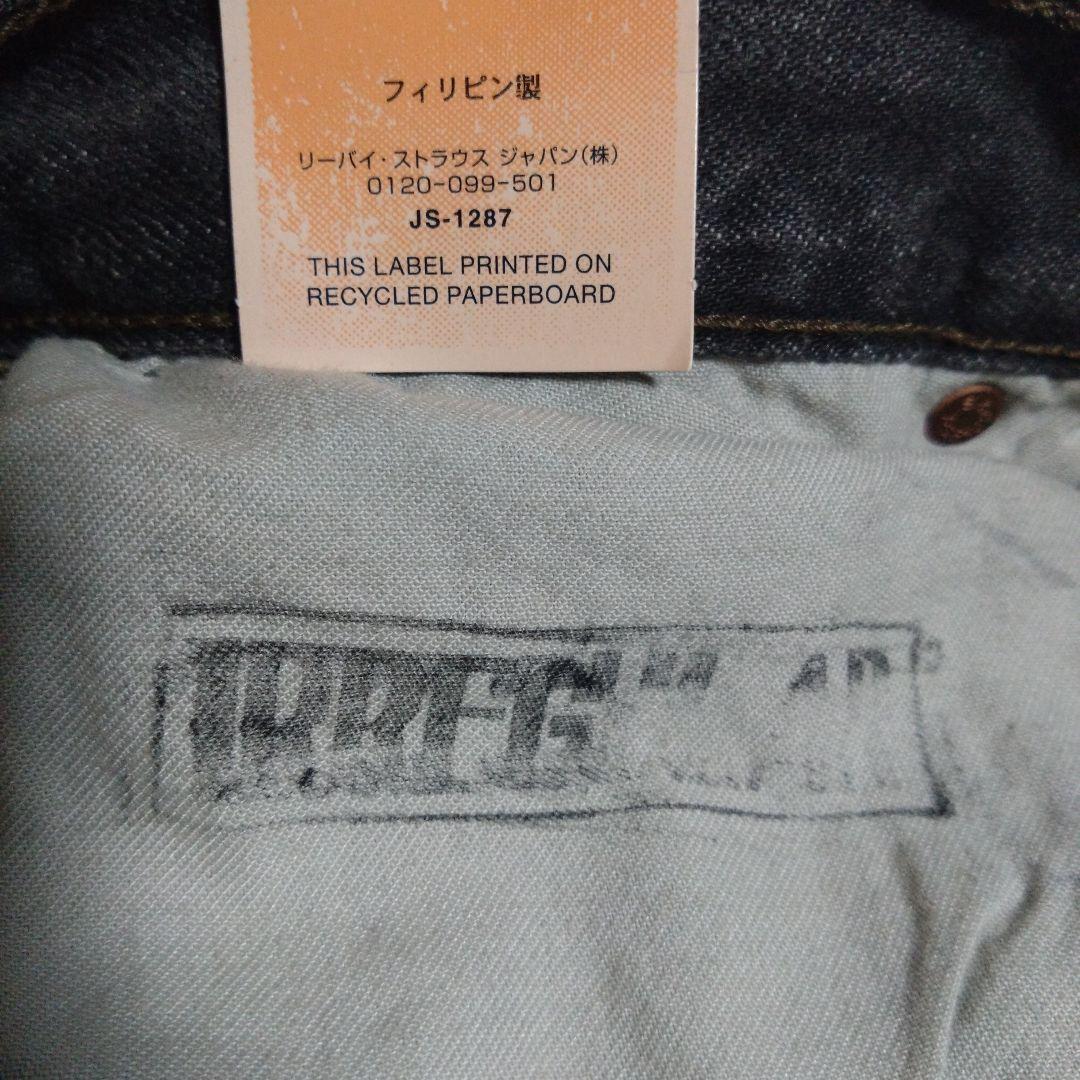 フィリピン製
リーバイ・ストラウス ジャパン(株)
0120-099-501
JS-1287
THIS LABEL PRINTED ON
RECYCLED PAPERBOARD